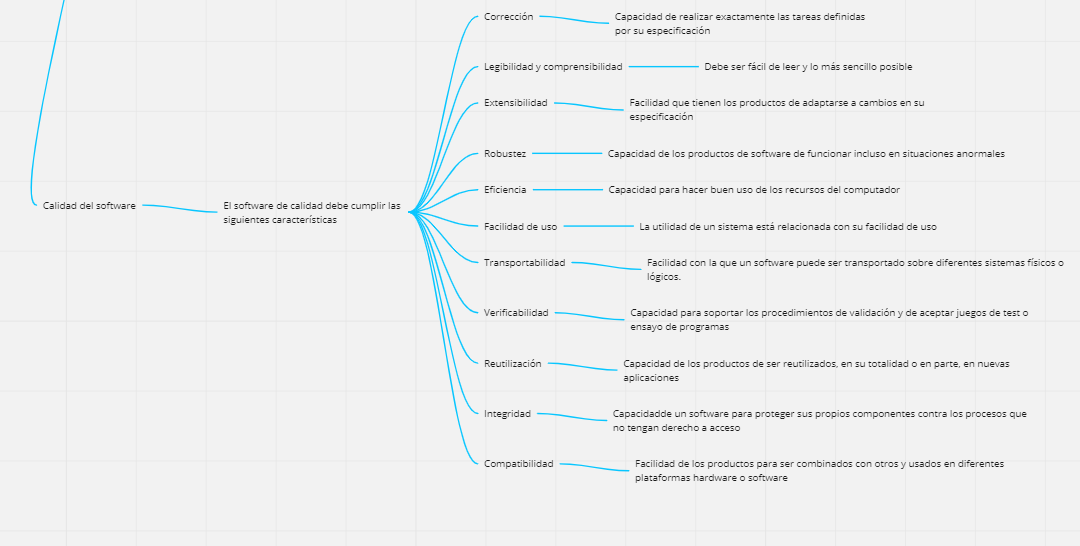 Corrección
Capacidad de realizar exactamente las tareas definidas
por su especificación
Legibilidad y comprensibilidad
Debe ser fácil de leer y lo más sencillo posible
Extensibilidad
Facilidad que tienen los productos de adaptarse a cambios en su
especificación
Robustez
Capacidad de los productos de software de funcionar incluso en situaciones anormales
Eficiencia
Capacidad para hacer buen uso de los recursos del computador
Calidad del software
El software de calidad debe cumplir las
siguientes características
Facilidad de uso
La utilidad de un sistema está relacionada con su facilidad de uso
Transportabilidad
Facilidad con la que un software puede ser transportado sobre diferentes sistemas físicos o
lógicos.
Verificabilidad
Capacidad para soportar los procedimientos de validación y de aceptar juegos de test o
ensayo de programas
Reutilización
Capacidad de los productos de ser reutilizados, en su totalidad o en parte, en nuevas
aplicaciones
Integridad
Capacidadde un software para proteger sus propios componentes contra los procesos que
no tengan derecho a acceso
Compatibilidad
Facilidad de los productos para ser combinados con otros y usados en diferentes
plataformas hardware o software